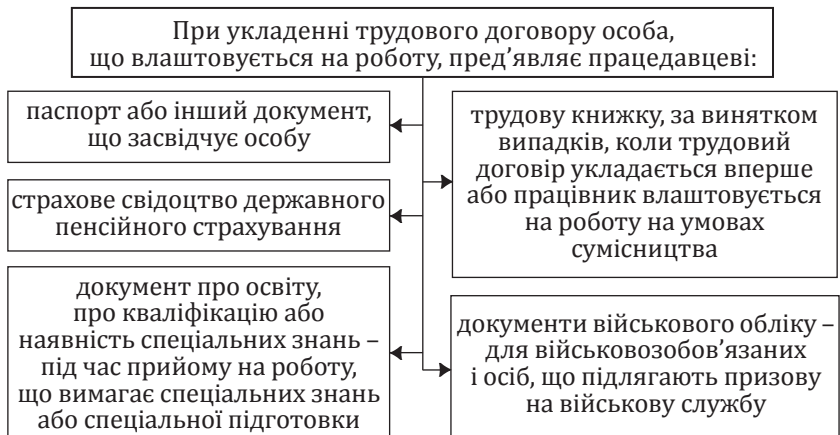 При укладенні трудового договору особа,
що влаштовується на роботу, пред’являє працедавцеві:
паспорт або інший документ,
що засвідчує особу
страхове свідоцтво державного
пенсійного страхування
документ про освіту,
про кваліфікацію або
наявність спеціальних знань –
під час прийому на роботу,
що вимагає спеціальних знань
або спеціальної підготовки
трудову книжку, за винятком
випадків, коли трудовий
договір укладається вперше
або працівник влаштовується
на роботу на умовах
сумісництва
документи військового обліку –
для військовозобов’язаних
і осіб, що підлягають призову
на військову службу